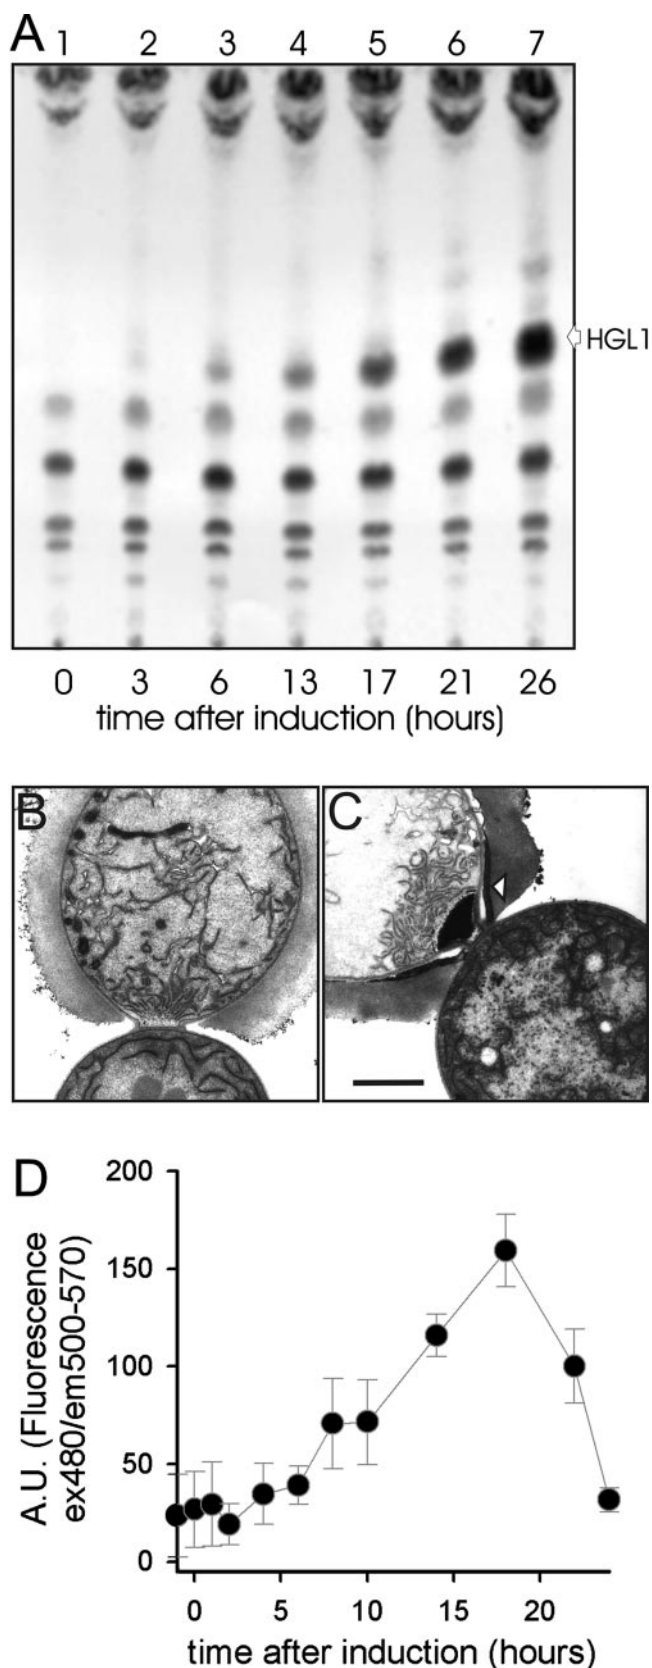 A
1 2 3 4 5 6 7
HGL1
0 3 6 13 17 21 26
time after induction (hours)
B
C
D
200
150
100
50
0
A.U. (Fluorescence
ex480/em500-570)
0 5 10 15 20
time after induction (hours)